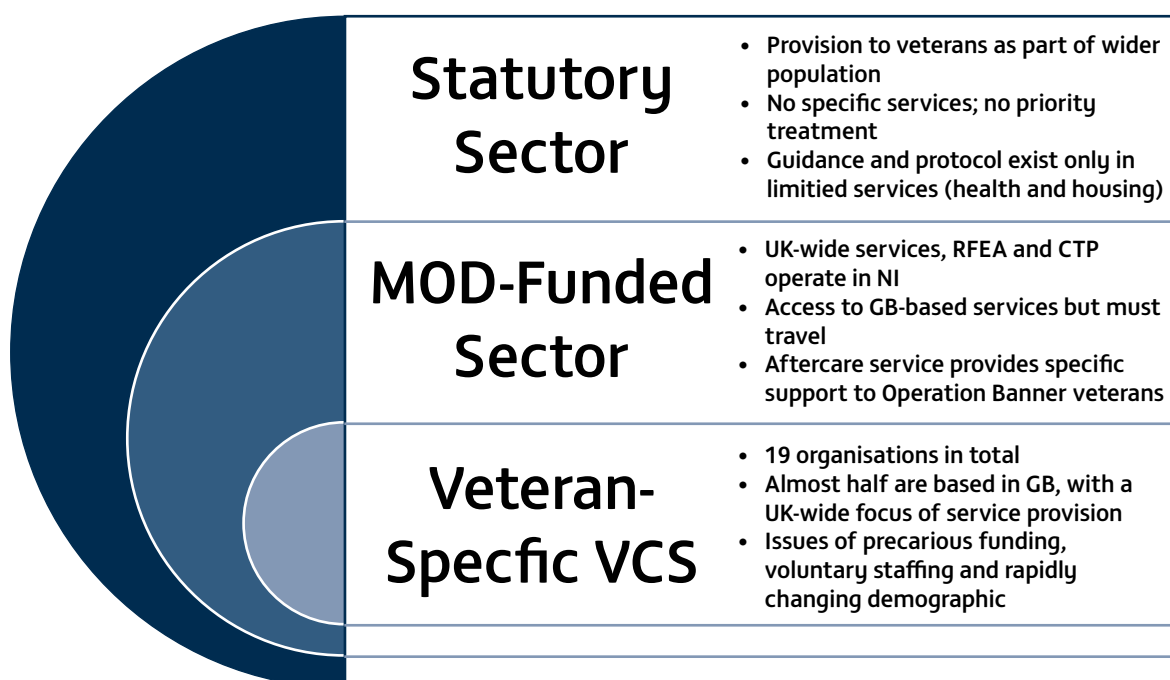 Statutory
Sector
• Provision to veterans as part of wider
population
• No specific services; no priority
treatment
• Guidance and protocol exist only in
limitied services (health and housing)
MOD-Funded
Sector
• UK-wide services, RFEA and CTP
operate in NI
• Access to GB-based services but must
travel
• Aftercare service provides specific
support to Operation Banner veterans
Veteran-
Specfic VCS
• 19 organisations in total
• Almost half are based in GB, with a
UK-wide focus of service provision
• Issues of precarious funding,
voluntary staffing and rapidly
changing demographic